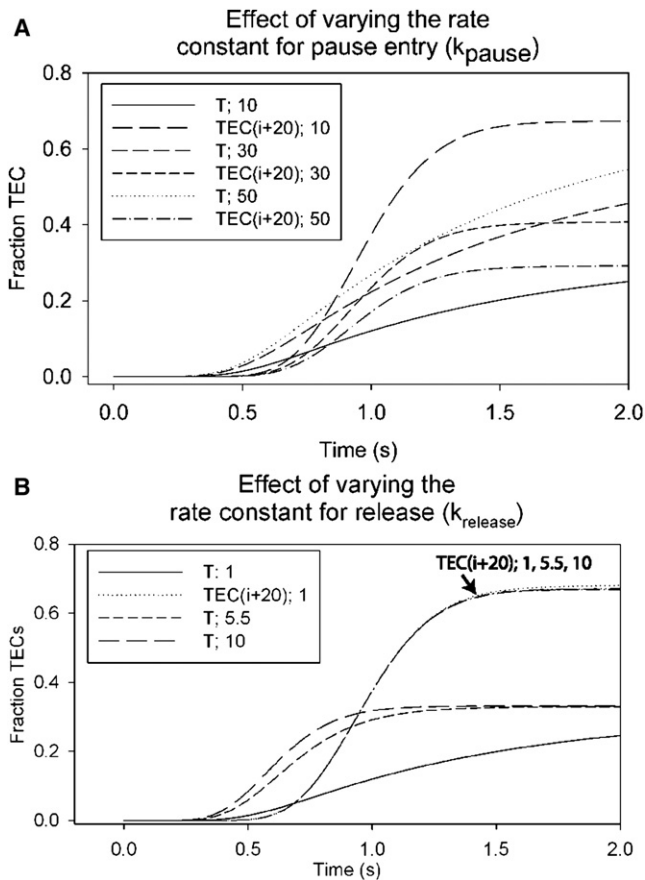 A
Effect of varying the rate
constant for pause entry (kpause)
0.8
0.6
0.4
0.2
0.0
Fraction TEC
T; 10
TEC(i+20); 10
T; 30
TEC(i+20); 30
T; 50
TEC(i+20); 50
0.0 0.5 1.0 1.5 2.0
Time (s)
B
Effect of varying the
rate constant for release (krelease)
0.8
0.6
0.4
0.2
0.0
Fraction TECs
T: 1
TEC(i+20); 1
T; 5.5
T; 10
TEC(i+20); 1, 5.5, 10
0.0 0.5 1.0 1.5 2.0
Time (s)